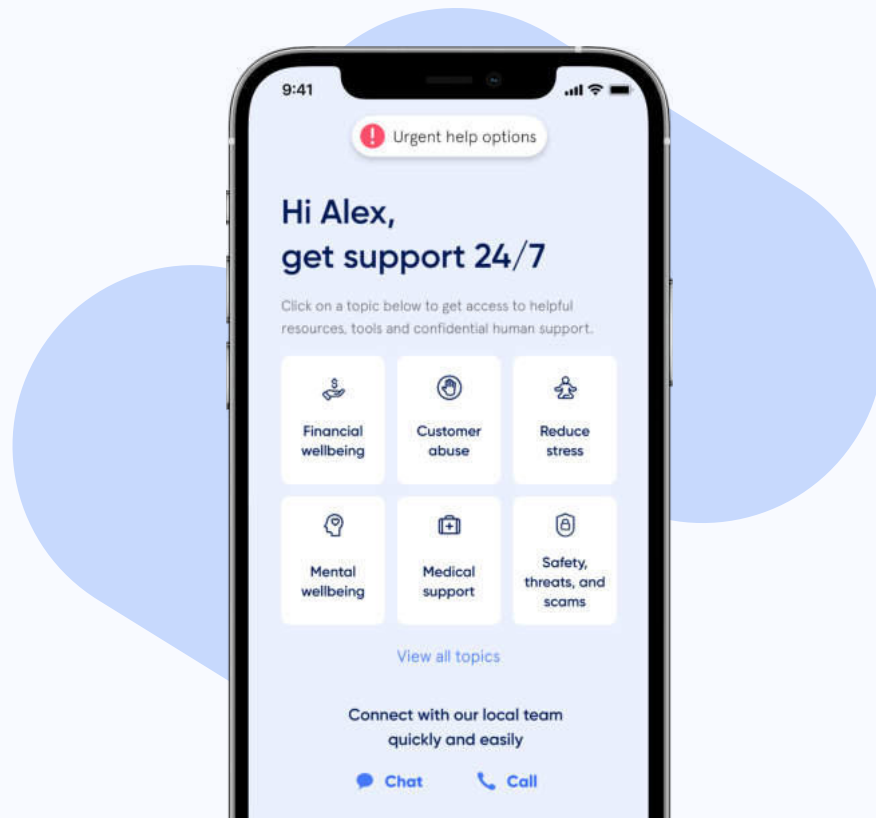 9:41
Urgent help options
Hi Alex,
get support 24/7
Click on a topic below to get access to helpful
resources, tools and confidential human support.
Financial
wellbeing
Customer
abuse
Reduce
stress
Mental
wellbeing
Medical
support
Safety,
threats, and
scams
View all topics
Connect with our local team
quickly and easily
Chat
Call